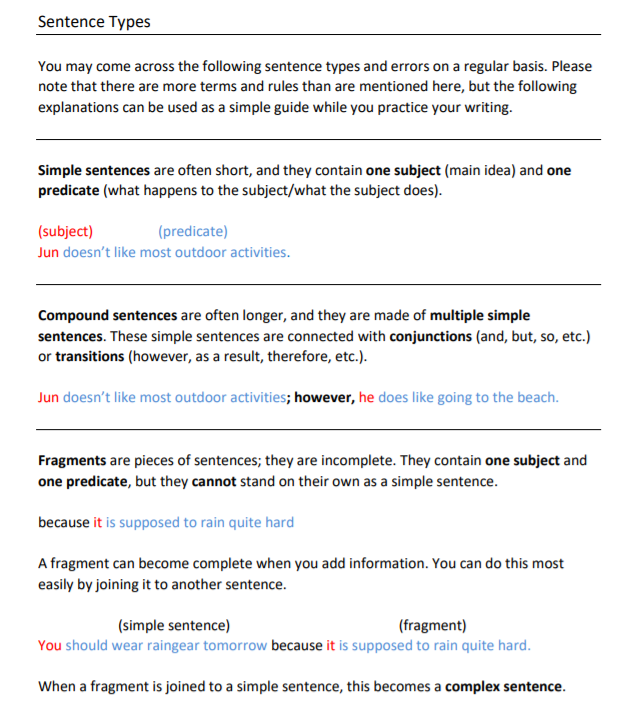 Sentence Types
You may come across the following sentence types and errors on a regular basis. Please
note that there are more terms and rules than are mentioned here, but the following
explanations can be used as a simple guide while you practice your writing.
Simple sentences are often short, and they contain one subject (main idea) and one
predicate (what happens to the subject/what the subject does).
(subject) (predicate)
Jun doesn’t like most outdoor activities.
Compound sentences are often longer, and they are made of multiple simple
sentences. These simple sentences are connected with conjunctions (and, but, so, etc.)
or transitions (however, as a result, therefore, etc.).
Jun doesn’t like most outdoor activities; however, he does like going to the beach.
Fragments are pieces of sentences; they are incomplete. They contain one subject and
one predicate, but they cannot stand on their own as a simple sentence.
because it is supposed to rain quite hard
A fragment can become complete when you add information. You can do this most
easily by joining it to another sentence.
(simple sentence) (fragment)
You should wear raingear tomorrow because it is supposed to rain quite hard.
When a fragment is joined to a simple sentence, this becomes a complex sentence.